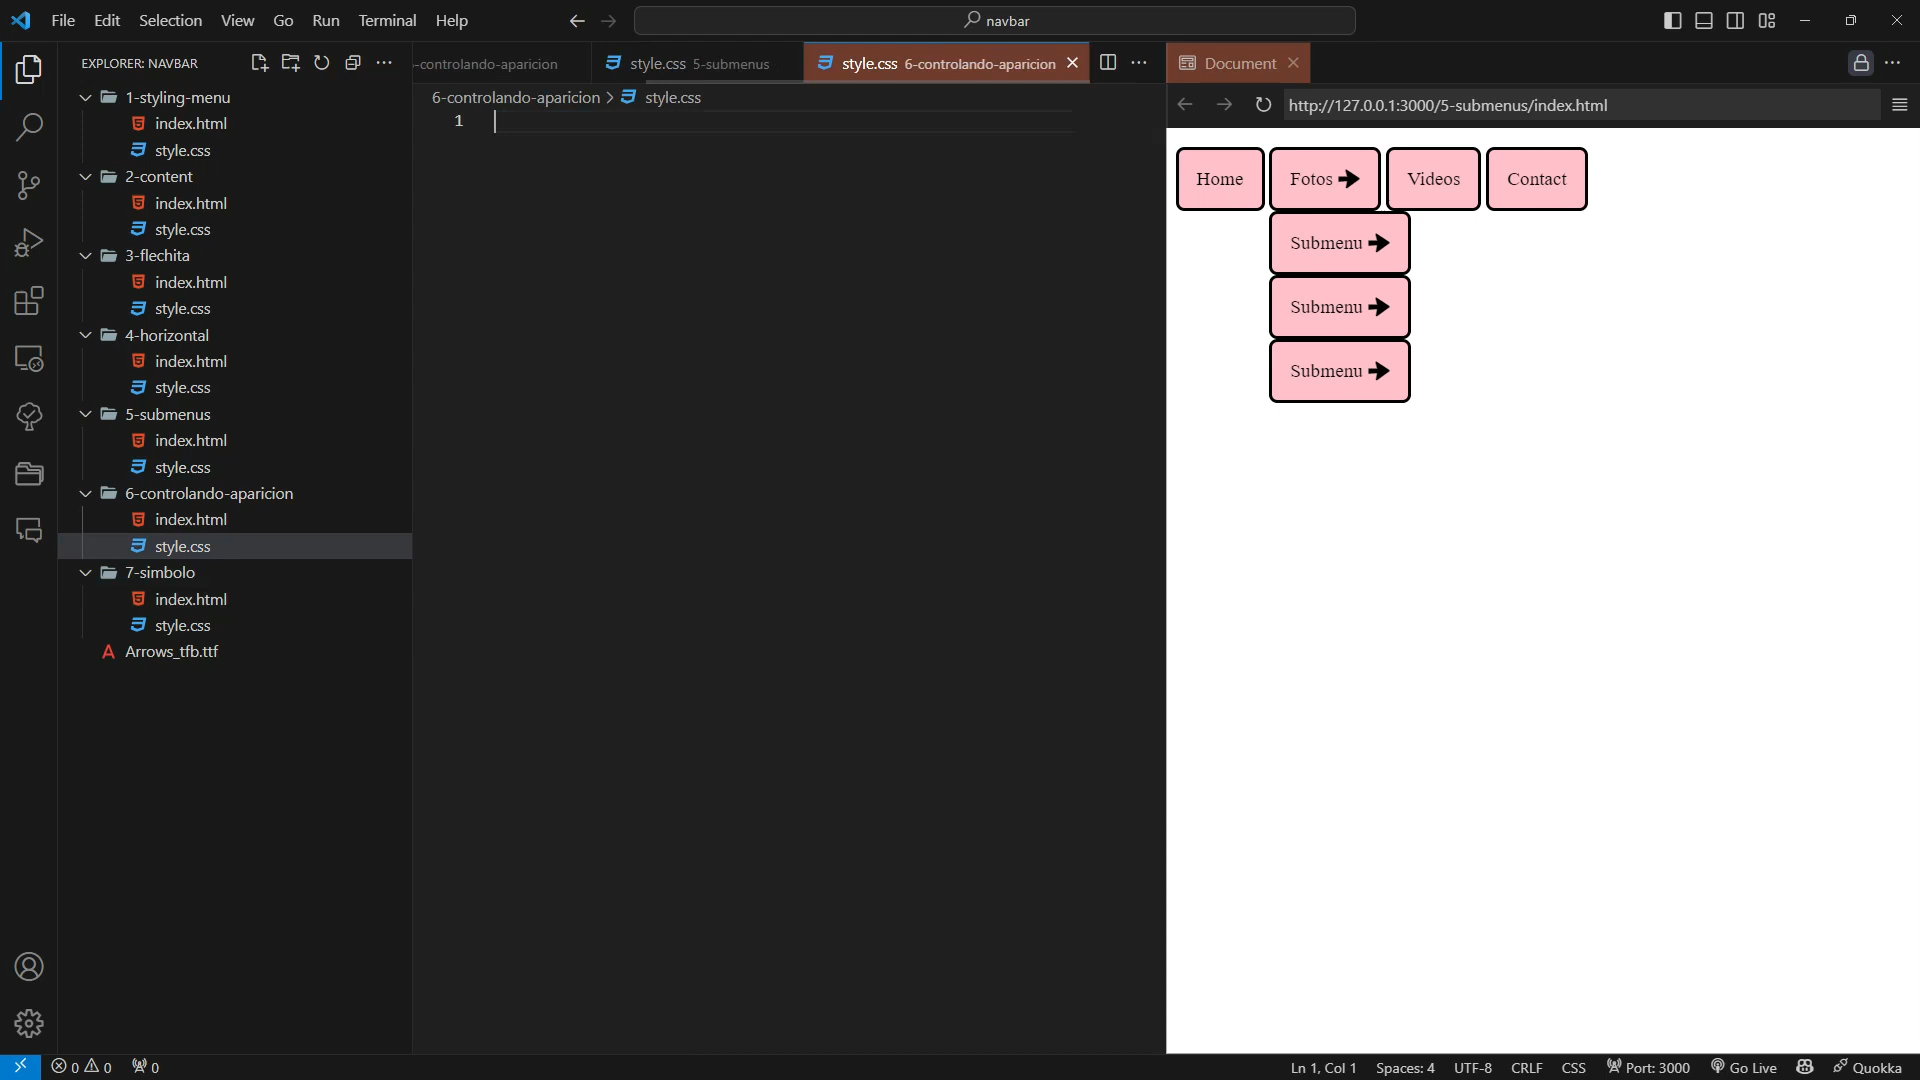 File Edit Selection View Go Run Terminal Help
navbar
EXPLORER: NAVBAR
1-styling-menu
index.html
style.css
2-content
index.html
style.css
3-flechita
index.html
style.css
4-horizontal
index.html
style.css
5-submenus
index.html
style.css
6-controlando-aparicion
index.html
style.css
7-simbolo
index.html
style.css
Arrows_tfb.ttf
-controlando-aparicion
style.css 5-submenus
style.css 6-controlando-aparicion
6-controlando-aparicion > style.css
1
Document
http://127.0.0.1:3000/5-submenus/index.html
Home Fotos Videos Contact
Submenu
Submenu
Submenu
0 0 0
Ln 1, Col 1 Spaces: 4 UTF-8 CRLF CSS Port: 3000 Go Live Quokka